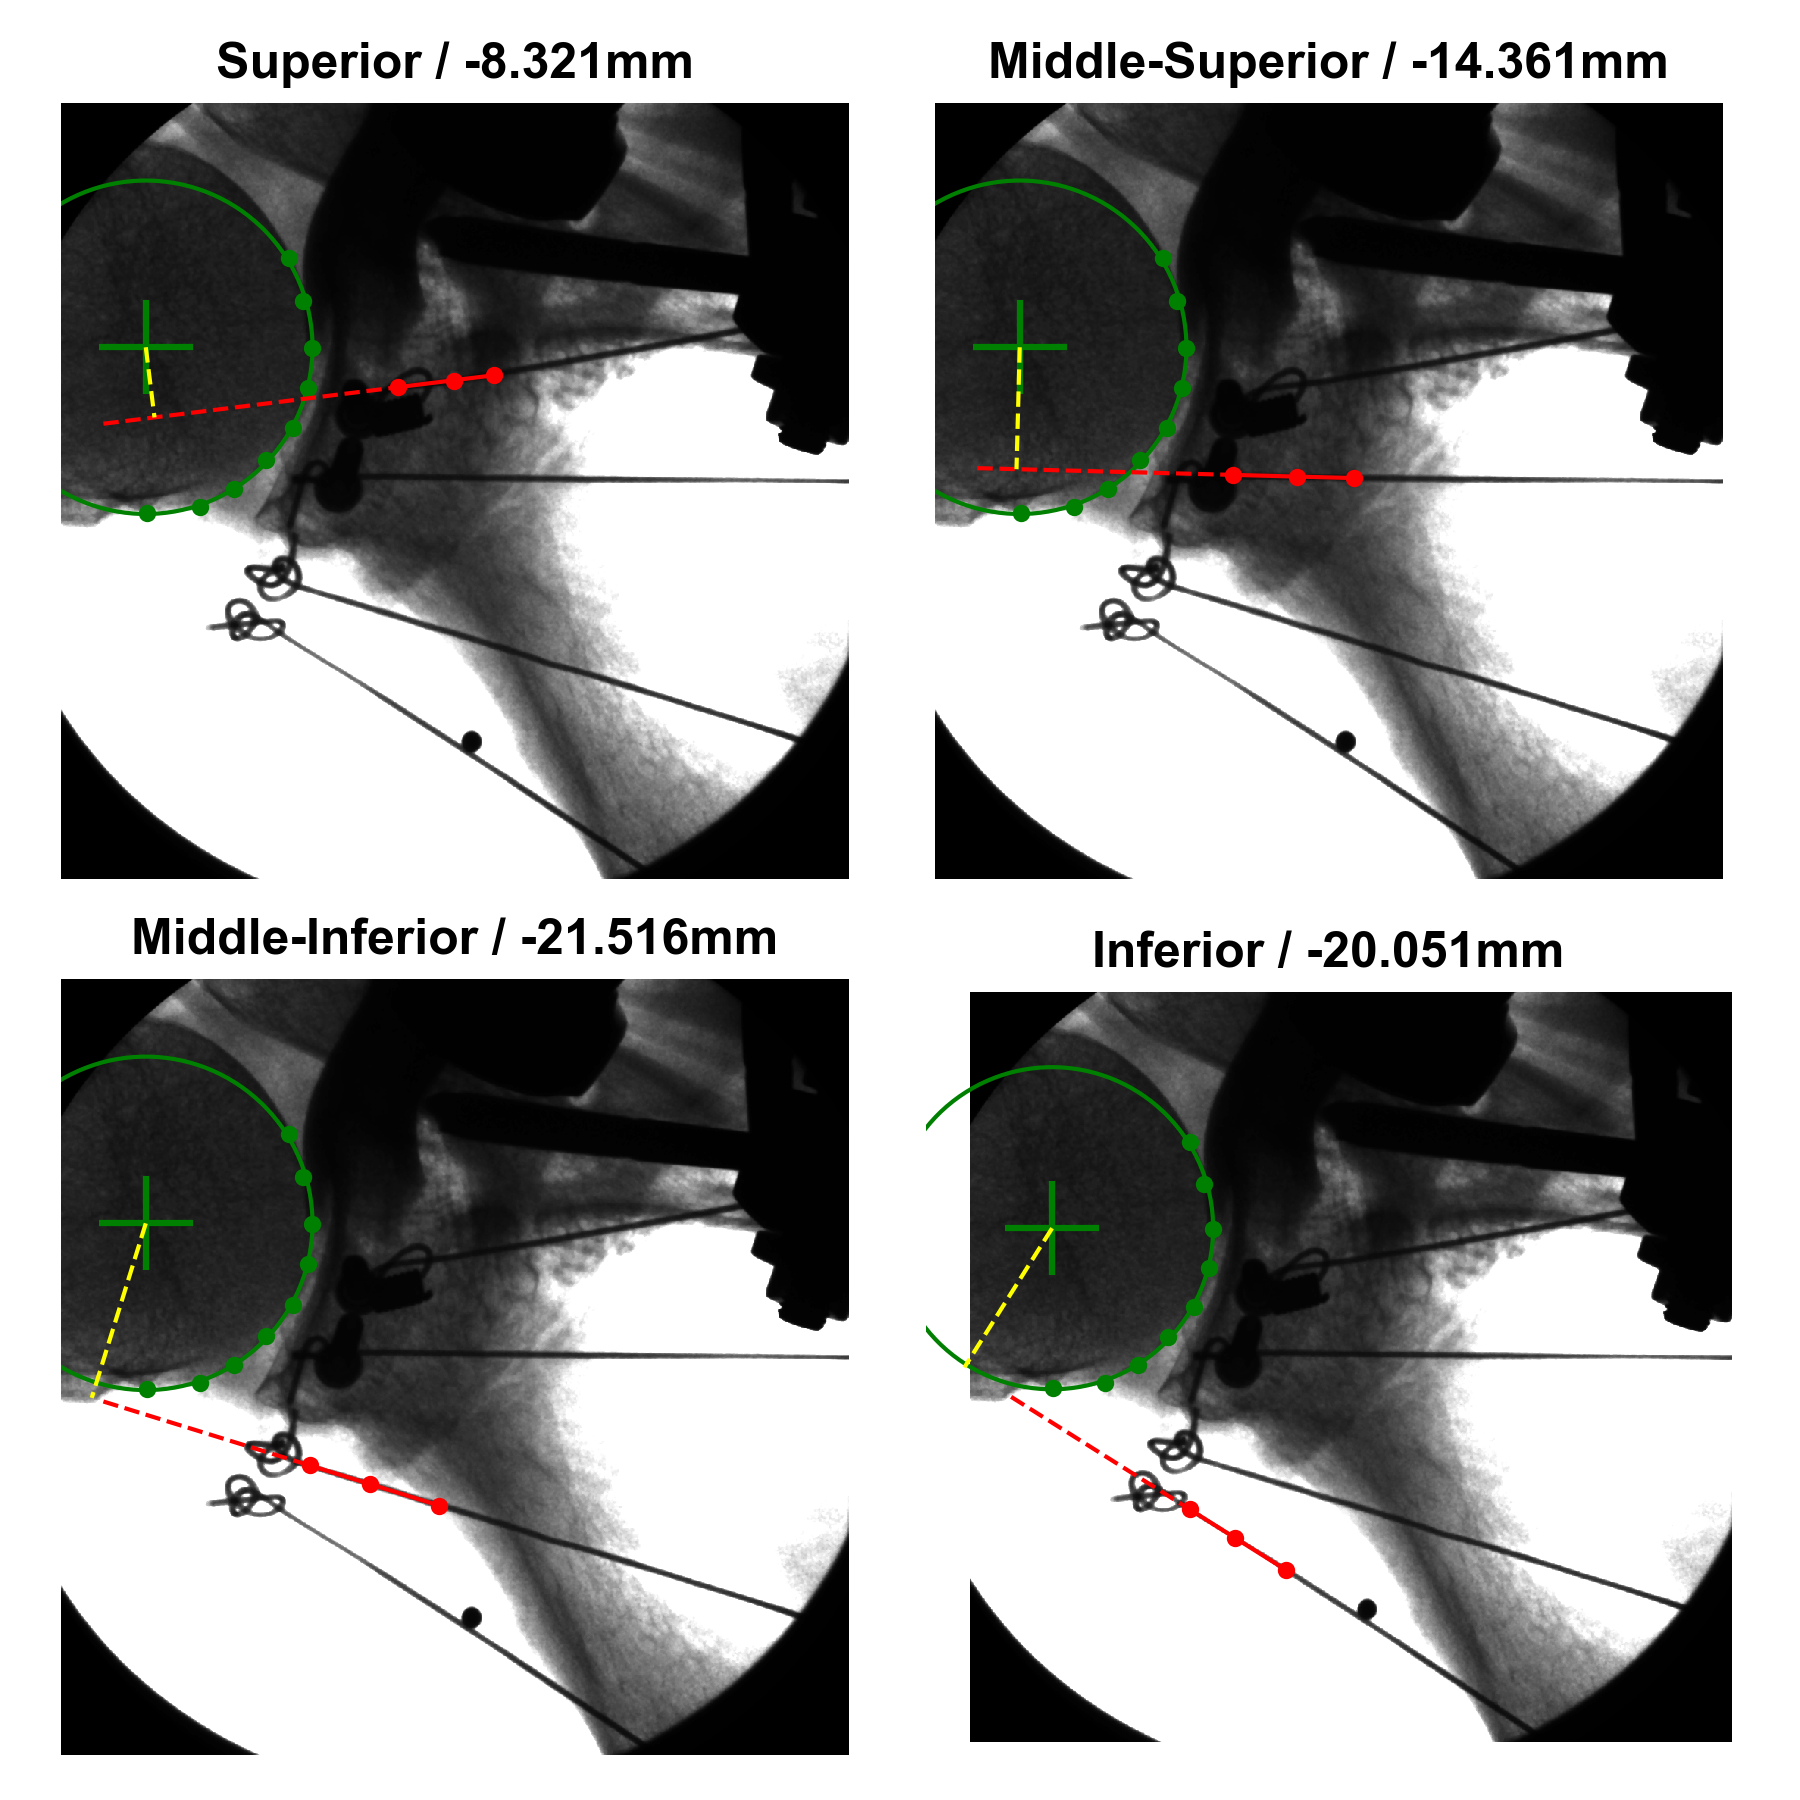 Superior / -8.321mm
Middle-Superior / -14.361mm
Middle-Inferior / -21.516mm
Inferior / -20.051mm